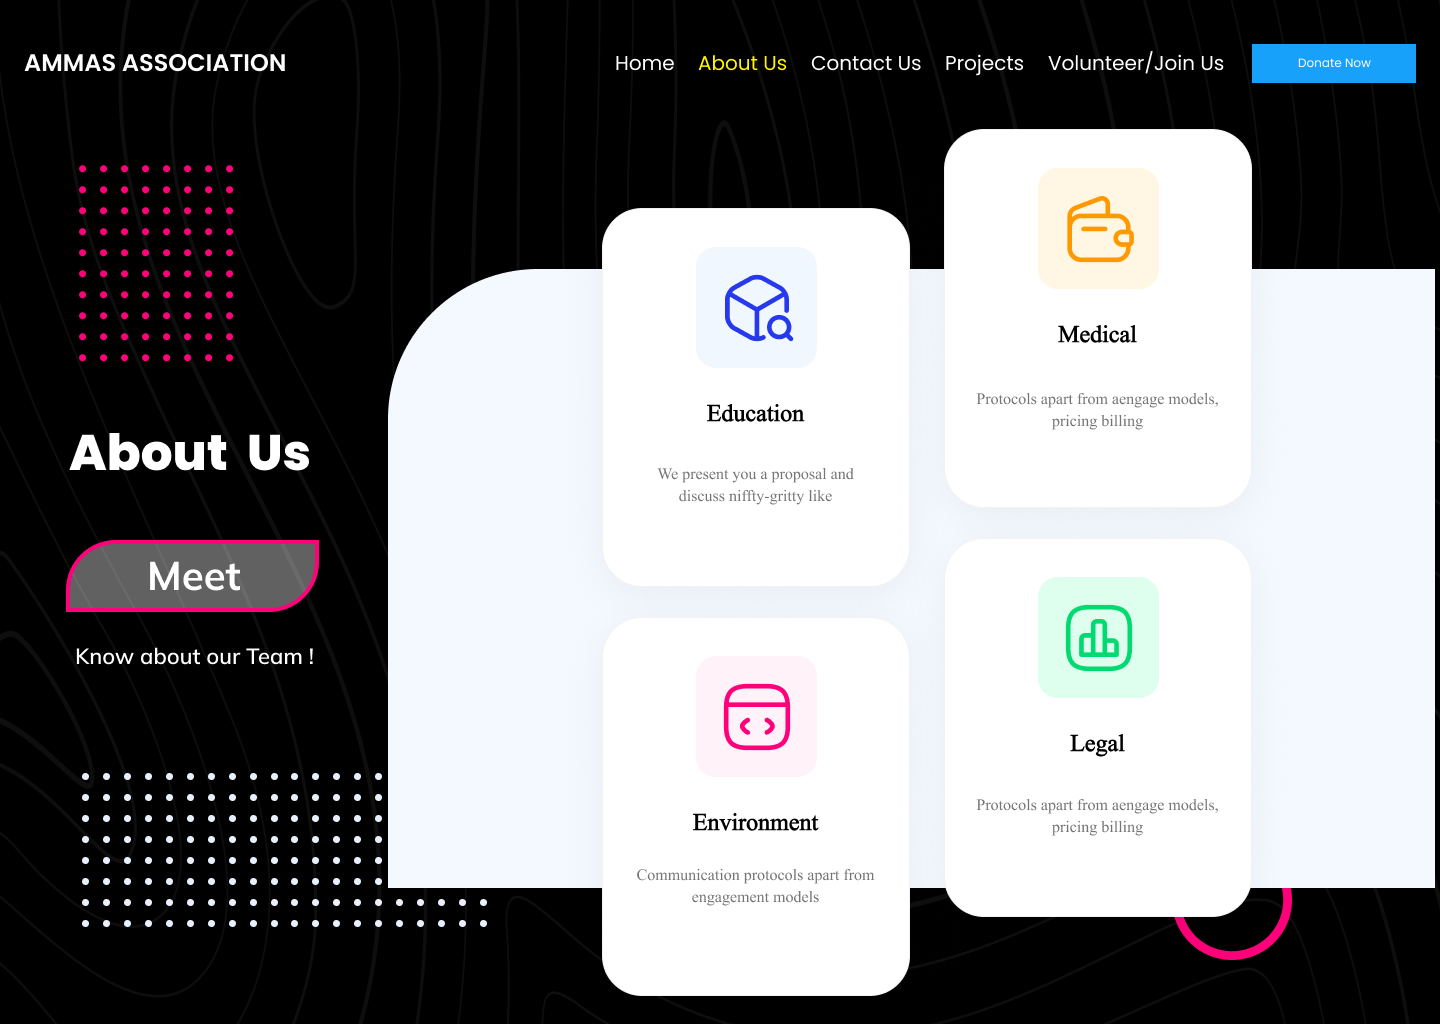 AMMAS ASSOCIATION
Home About Us Contact Us Projects Volunteer/Join Us Donate Now
About Us
Meet
Know about our Team !
Education
We present you a proposal and
discuss niffty-gritty like
Medical
Protocols apart from aengage models,
pricing billing
Environment
Communication protocols apart from
engagement models
Legal
Protocols apart from aengage models,
pricing billing